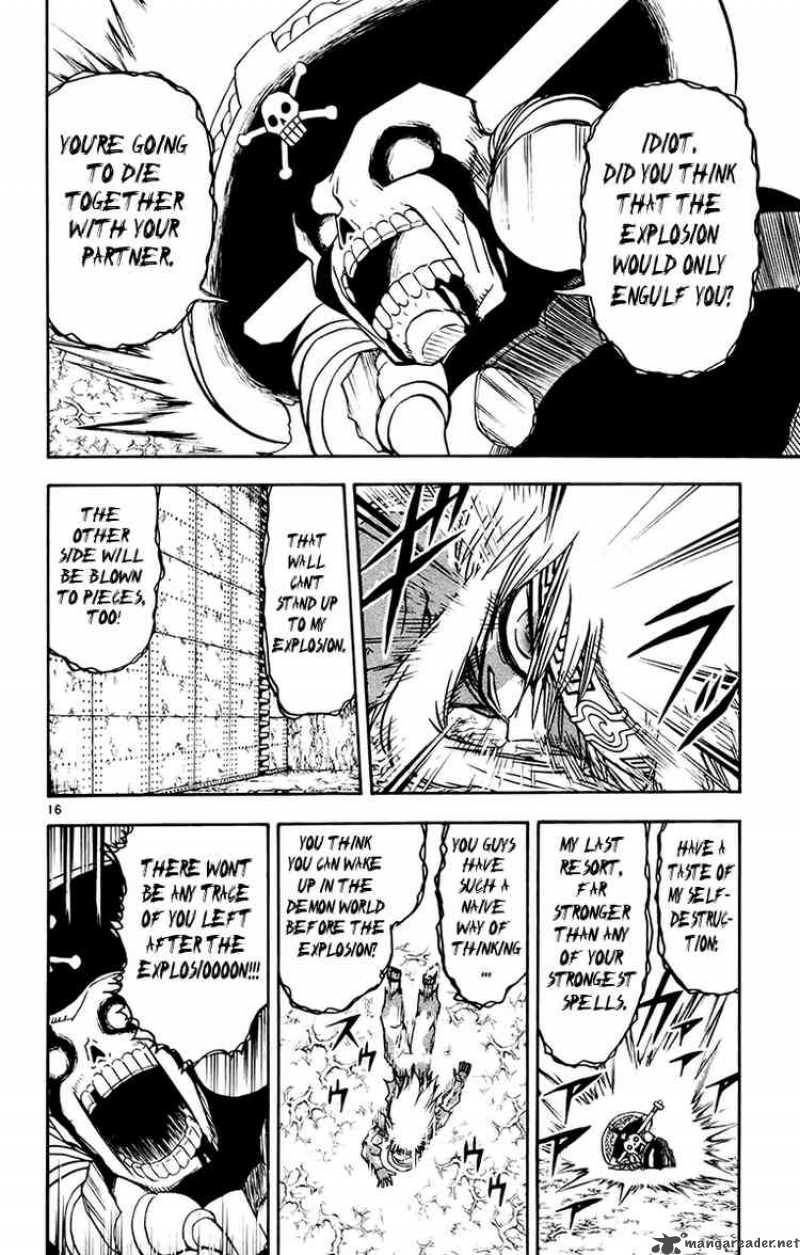 IDIOT.
DID YOU THINK
THAT THE
EXPLOSION
WOULD ONLY
ENGULF YOU?
YOU'RE GOING
TO DIE
TOGETHER
WITH YOUR
PARTNER.
THAT
WALL
CAN'T
STAND UP
TO MY
EXPLOSION.
THE
OTHER
SIDE WILL
BE BLOWN
TO PIECES,
TOO!
16
HAVE A
TASTE OF
MY SELF-
DESTRUC-
TION:
MY LAST
RESORT,
FAR
STRONGER
THAN ANY
OF YOUR
STRONGEST
SPELLS.
YOU GUYS
HAVE
SUCH A
NAIVE
WAY OF
THINKING
...
YOU THINK
YOU CAN WAKE
UP IN THE
DEMON WORLD
BEFORE THE
EXPLOSION?
THERE WONT
BE ANY TRACE
OF YOU LEFT
AFTER THE
EXPLOSIOOOON!!!
mangareader.net